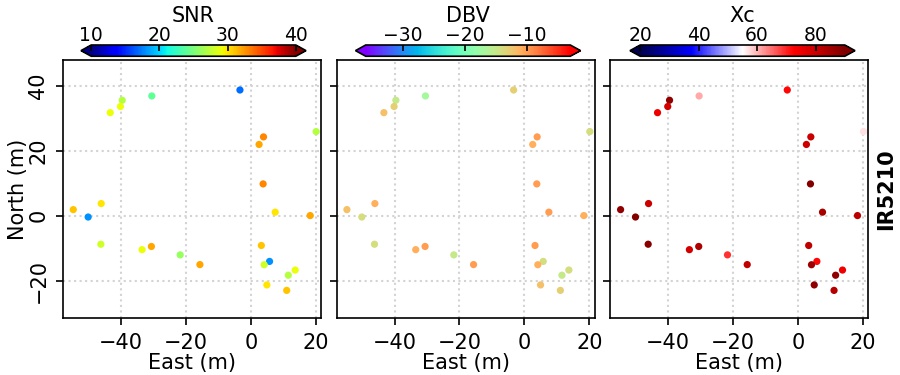 SNR DBV Xc
10 20 30 40 −30 −20 −10 20 40 60 80
40
20
0
−20
North (m)
IR5210
−40 −20 0 20 −40 −20 0 20 −40 −20 0 20
East (m) East (m) East (m)